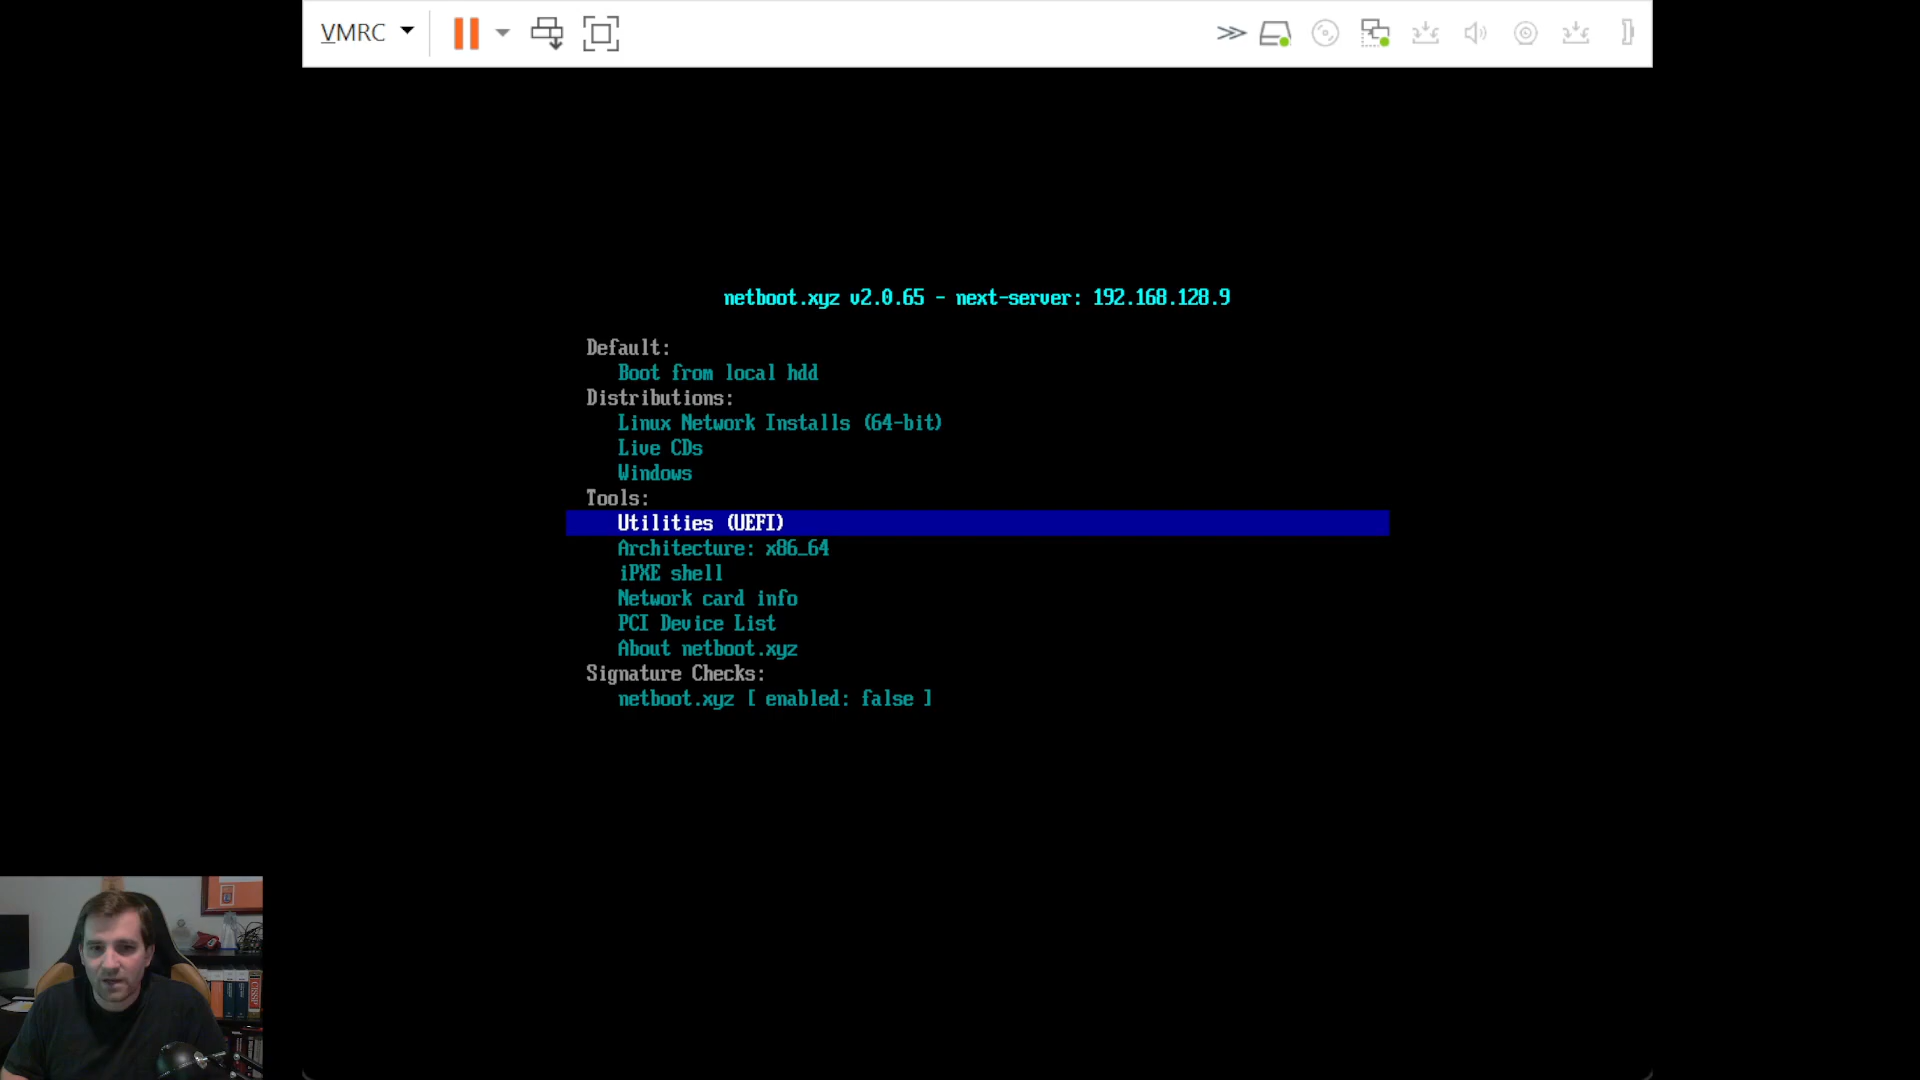 VMRC
netboot.xyz v2.0.65 - next-server: 192.168.128.9
Default:
Boot from local hdd
Distributions:
Linux Network Installs (64-bit)
Live CDs
Windows
Tools:
Utilities (UEFI)
Architecture: x86_64
iPXE shell
Network card info
PCI Device List
About netboot.xyz
Signature Checks:
netboot.xyz [ enabled: false ]
CISSP